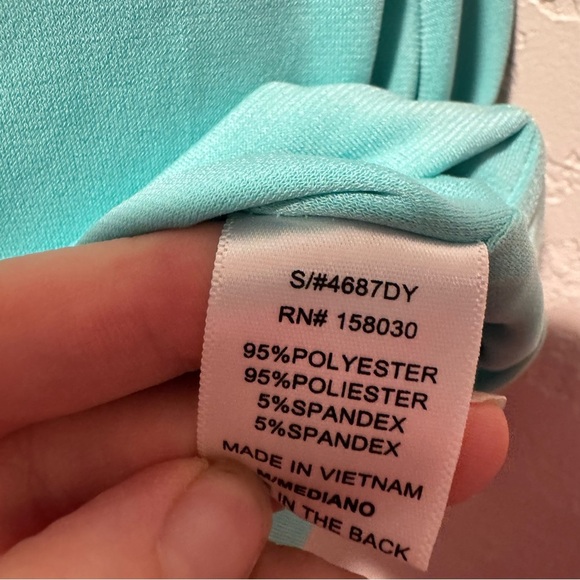 S/#4687DY
RN# 158030
95%POLYESTER
95%POLIESTER
5%SPANDEX
5%SPANDEX
MADE IN VIETNAM
M/MEDIANO
IN THE BACK